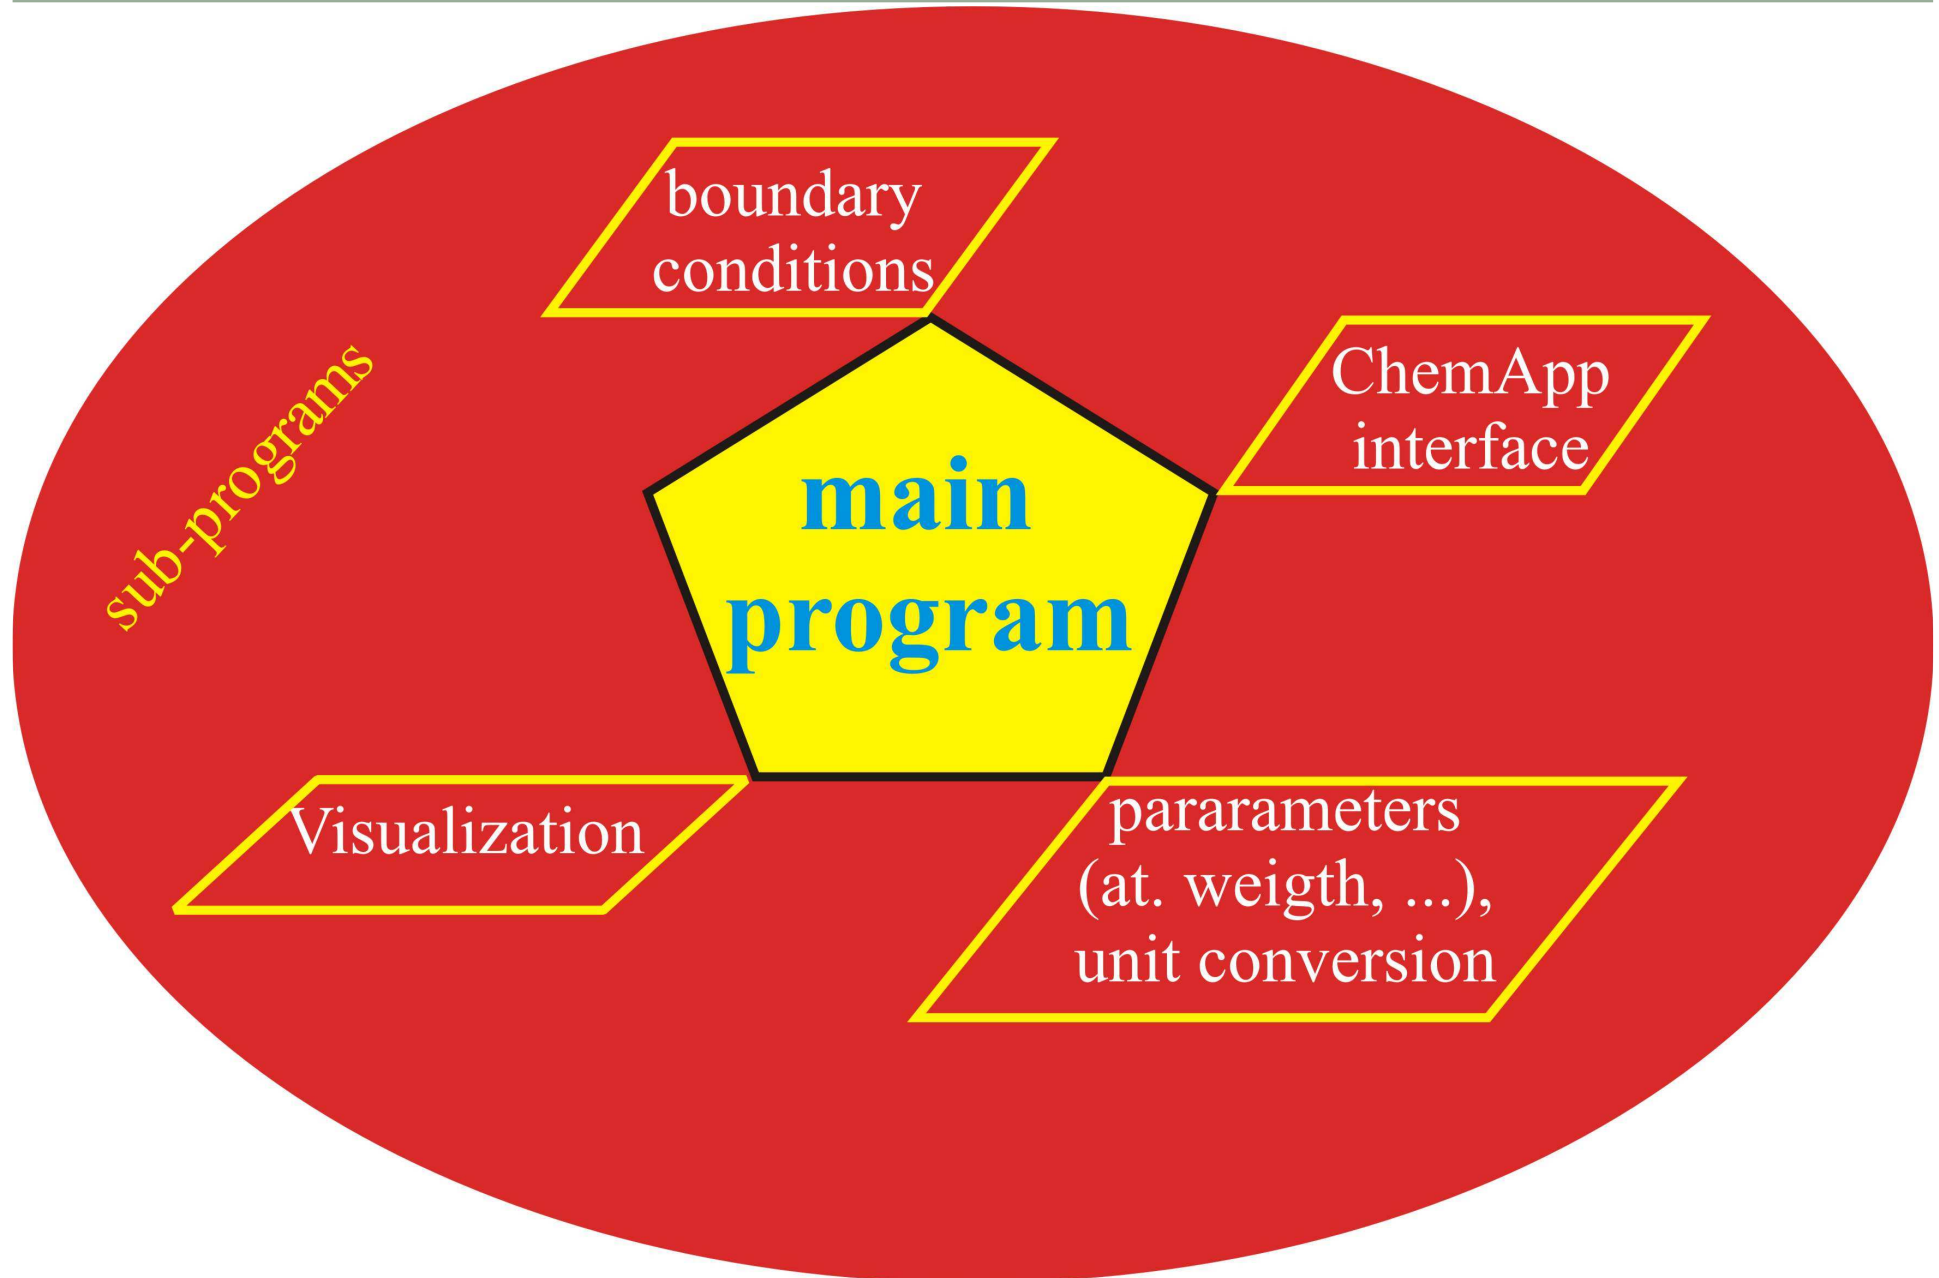 boundary
conditions
ChemApp
interface
sub-programs
main
program
Visualization
pararameters
(at. weigth, ...),
unit conversion